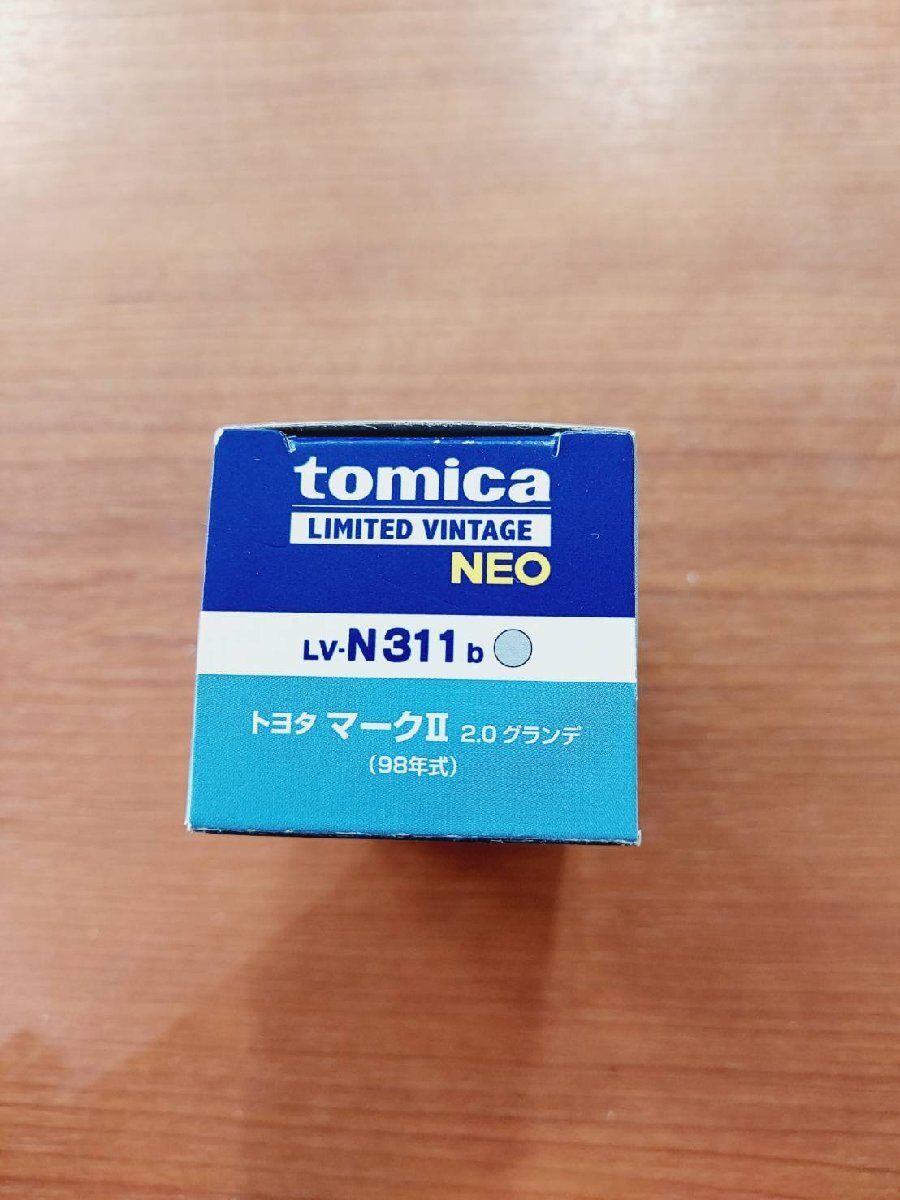 tomica
LIMITED VINTAGE
NEO
LV-N311b
トヨタ マークⅡ 2.0 グランデ
(98年式)